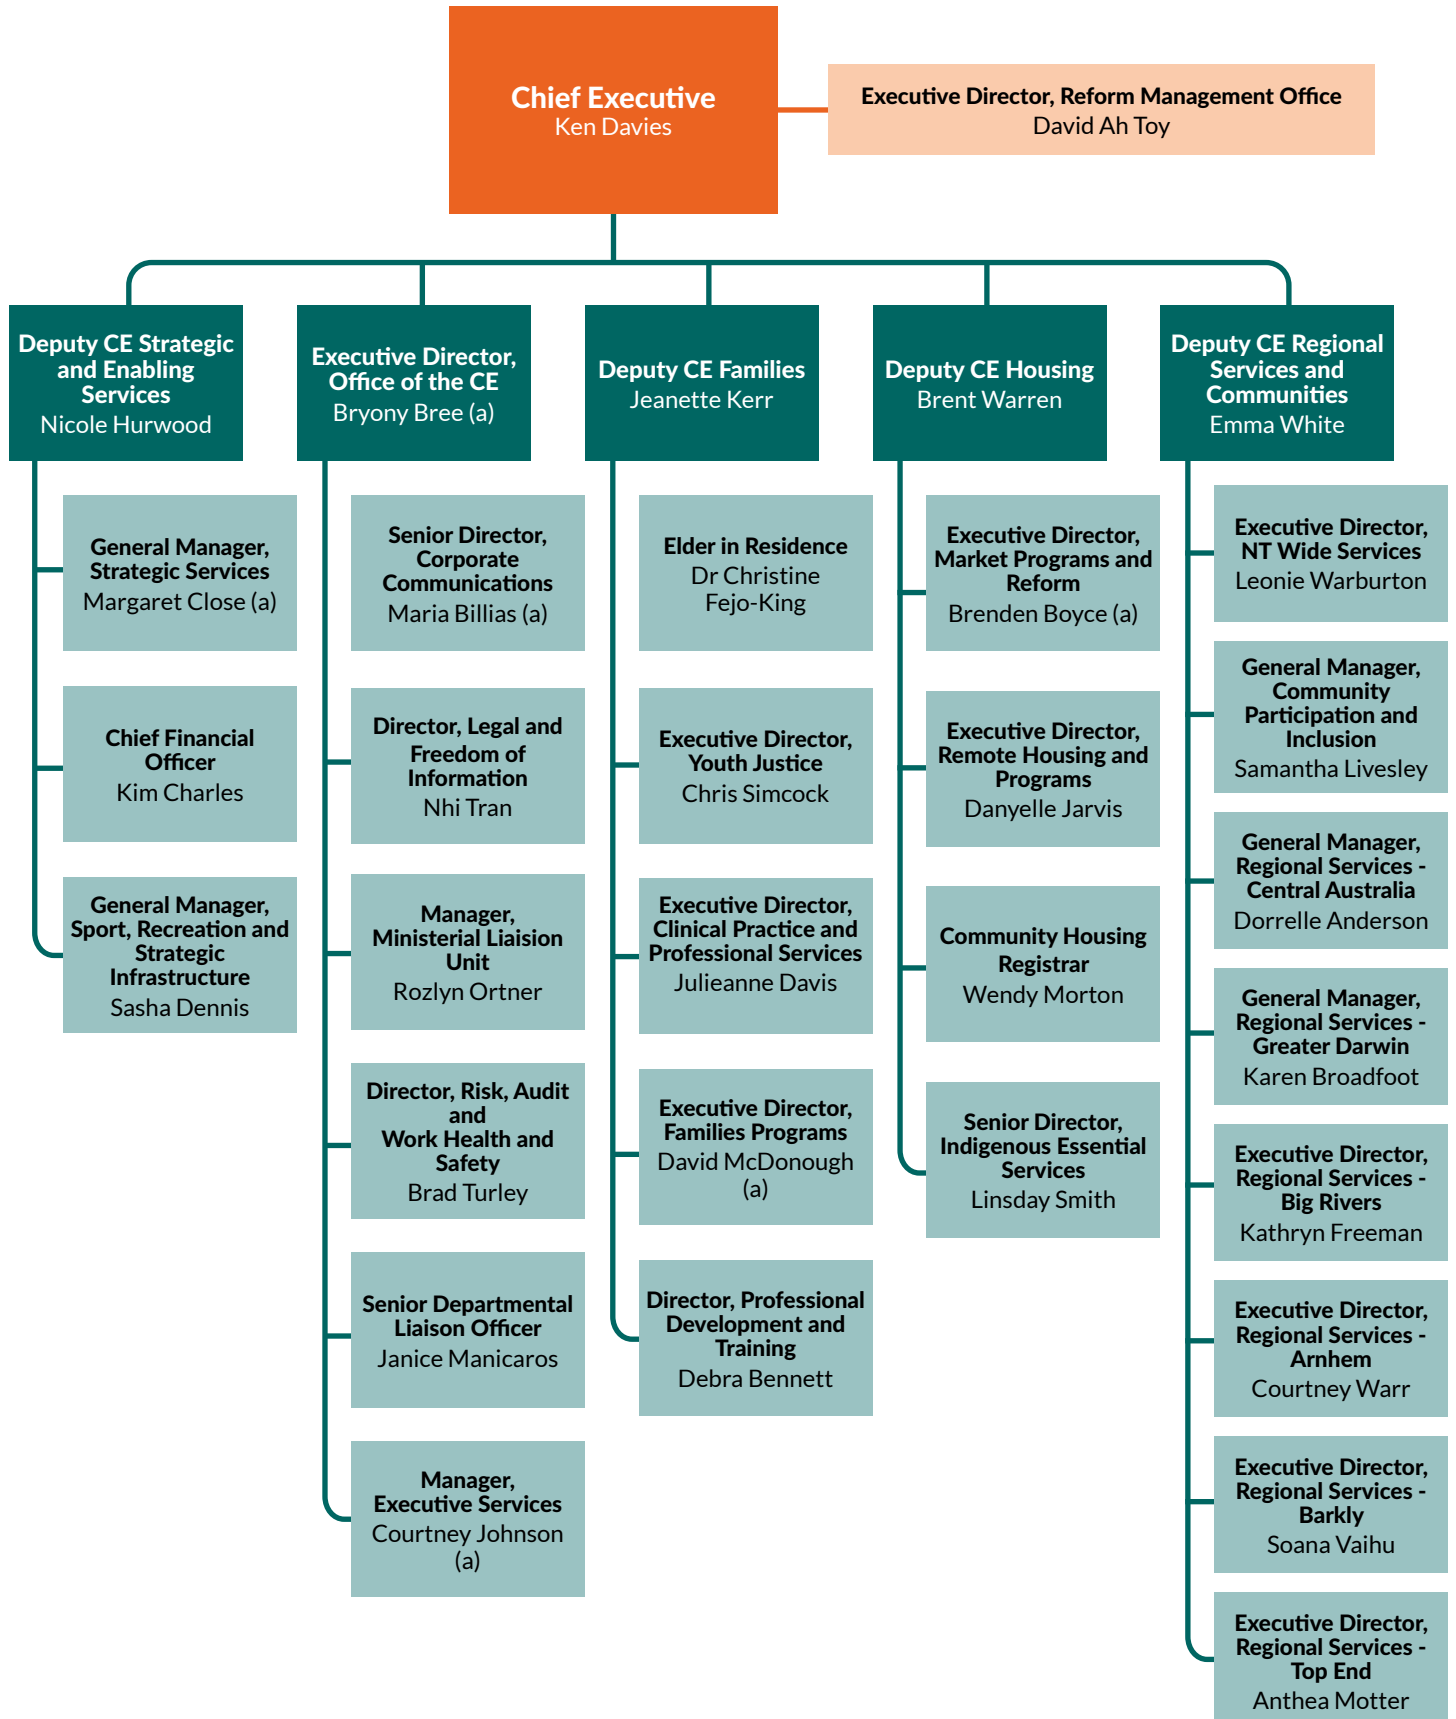 Chief Executive
Ken Davies
Executive Director, Reform Management Office
David Ah Toy
Deputy CE Strategic
and Enabling
Services
Nicole Hurwood
General Manager,
Strategic Services
Margaret Close (a)
Chief Financial
Officer
Kim Charles
General Manager,
Sport, Recreation and
Strategic
Infrastructure
Sasha Dennis
Executive Director,
Office of the CE
Bryony Bree (a)
Senior Director,
Corporate
Communications
Maria Billias (a)
Director, Legal and
Freedom of
Information
Nhi Tran
Manager,
Ministerial Liaision
Unit
Rozlyn Ortner
Director, Risk, Audit
and
Work Health and
Safety
Brad Turley
Senior Departmental
Liaison Officer
Janice Manicaros
Manager,
Executive Services
Courtney Johnson
(a)
Deputy CE Families
Jeanette Kerr
Elder in Residence
Dr Christine
Fejo-King
Executive Director,
Youth Justice
Chris Simcock
Executive Director,
Clinical Practice and
Professional Services
Julieanne Davis
Executive Director,
Families Programs
David McDonough
(a)
Director, Professional
Development and
Training
Debra Bennett
Deputy CE Housing
Brent Warren
Executive Director,
Market Programs and
Reform
Brenden Boyce (a)
Executive Director,
Remote Housing and
Programs
Danyelle Jarvis
Community Housing
Registrar
Wendy Morton
Senior Director,
Indigenous Essential
Services
Linsday Smith
Deputy CE Regional
Services and
Communities
Emma White
Executive Director,
NT Wide Services
Leonie Warburton
General Manager,
Community
Participation and
Inclusion
Samantha Livesley
General Manager,
Regional Services -
Central Australia
Dorrelle Anderson
General Manager,
Regional Services -
Greater Darwin
Karen Broadfoot
Executive Director,
Regional Services -
Big Rivers
Kathryn Freeman
Executive Director,
Regional Services -
Arnhem
Courtney Warr
Executive Director,
Regional Services -
Barkly
Soana Vaihu
Executive Director,
Regional Services -
Top End
Anthea Motter